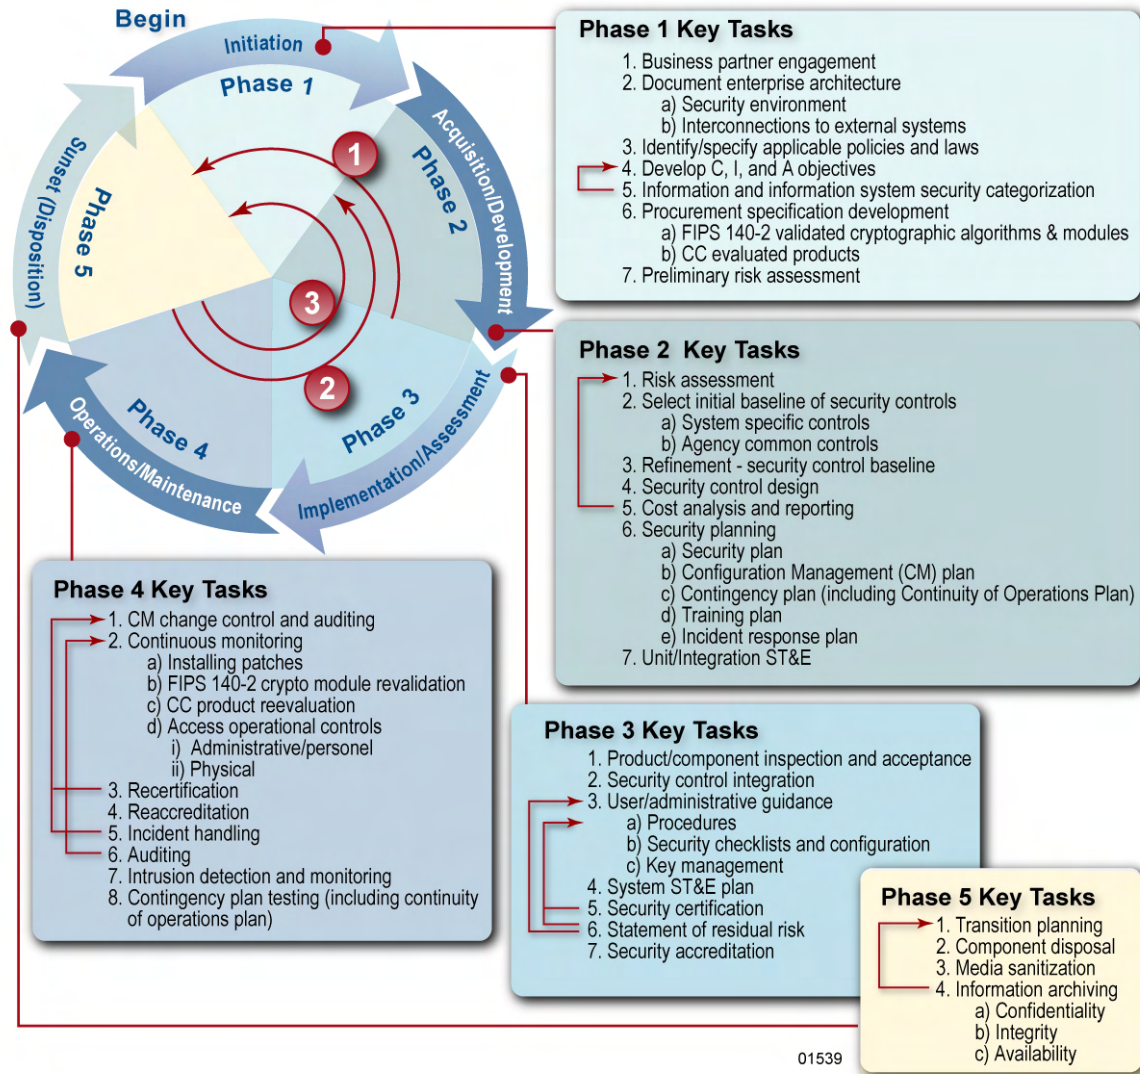 Begin
Initiation
Phase 1
Acquisition/Development
Phase 2
Implementation/Assessment
Phase 3
Operations/Maintenance
Phase 4
Sunset (Disposition)
Phase 5
1
2
3
Phase 1 Key Tasks
1. Business partner engagement
2. Document enterprise architecture
a) Security environment
b) Interconnections to external systems
3. Identify/specify applicable policies and laws
4. Develop C, I, and A objectives
5. Information and information system security categorization
6. Procurement specification development
a) FIPS 140-2 validated cryptographic algorithms & modules
b) CC evaluated products
7. Preliminary risk assessment
Phase 2 Key Tasks
1. Risk assessment
2. Select initial baseline of security controls
a) System specific controls
b) Agency common controls
3. Refinement - security control baseline
4. Security control design
5. Cost analysis and reporting
6. Security planning
a) Security plan
b) Configuration Management (CM) plan
c) Contingency plan (including Continuity of Operations Plan)
d) Training plan
e) Incident response plan
7. Unit/Integration ST&E
Phase 4 Key Tasks
1. CM change control and auditing
2. Continuous monitoring
a) Installing patches
b) FIPS 140-2 crypto module revalidation
c) CC product reevaluation
d) Access operational controls
i) Administrative/personel
ii) Physical
3. Recertification
4. Reaccreditation
5. Incident handling
6. Auditing
7. Intrusion detection and monitoring
8. Contingency plan testing (including continuity
of operations plan)
Phase 3 Key Tasks
1. Product/component inspection and acceptance
2. Security control integration
3. User/administrative guidance
a) Procedures
b) Security checklists and configuration
c) Key management
4. System ST&E plan
5. Security certification
6. Statement of residual risk
7. Security accreditation
Phase 5 Key Tasks
1. Transition planning
2. Component disposal
3. Media sanitization
4. Information archiving
a) Confidentiality
b) Integrity
c) Availability
01539